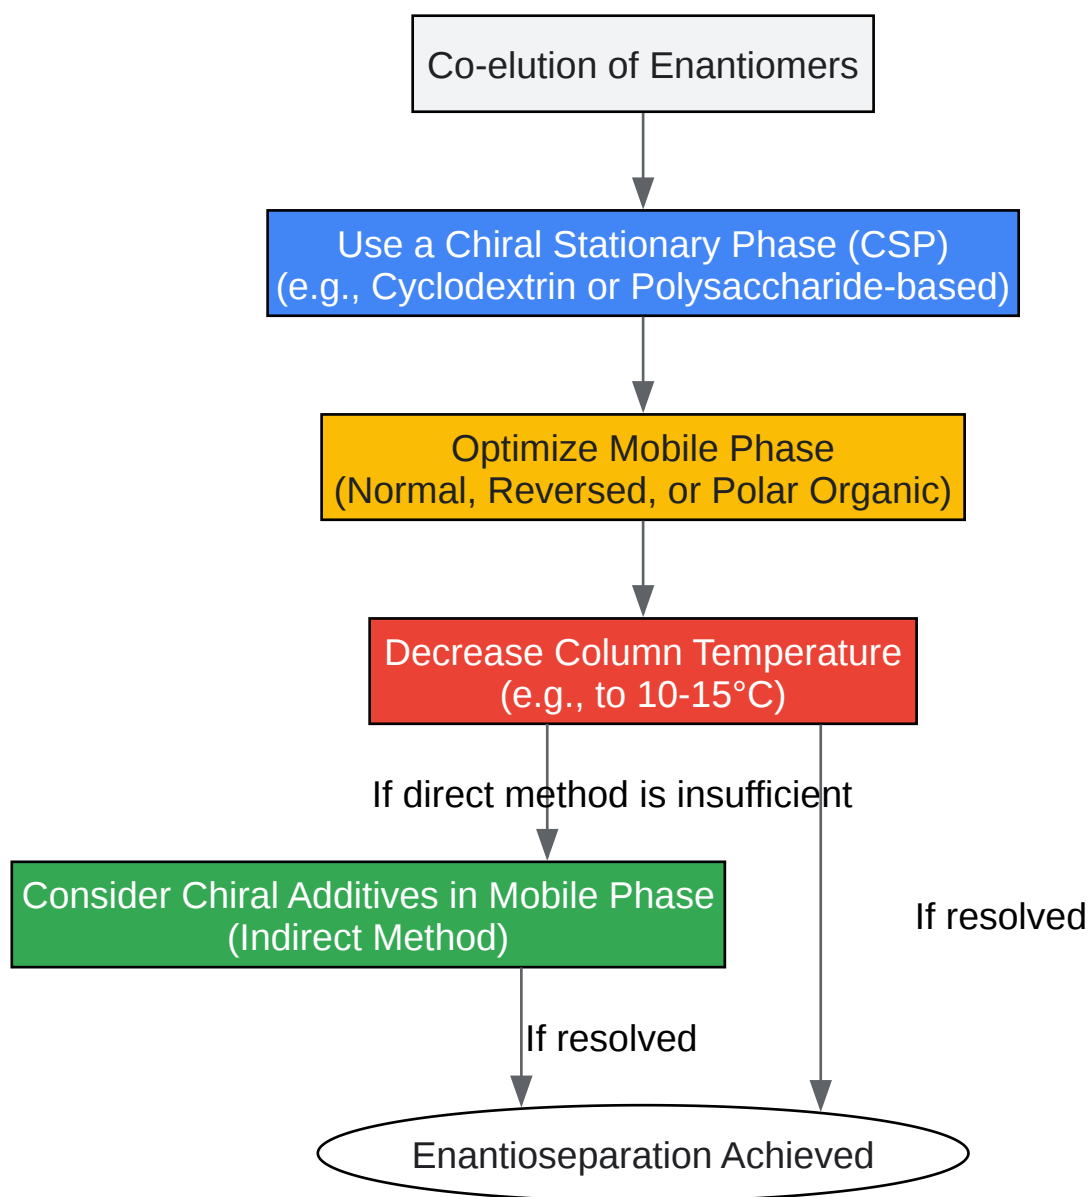 Co-elution of Enantiomers
Use a Chiral Stationary Phase (CSP)
(e.g., Cyclodextrin or Polysaccharide-based)
Optimize Mobile Phase
(Normal, Reversed, or Polar Organic)
Decrease Column Temperature
(e.g., to 10-15°C)
If direct method is insufficient
Consider Chiral Additives in Mobile Phase
(Indirect Method)
If resolved
If resolved
Enantioseparation Achieved